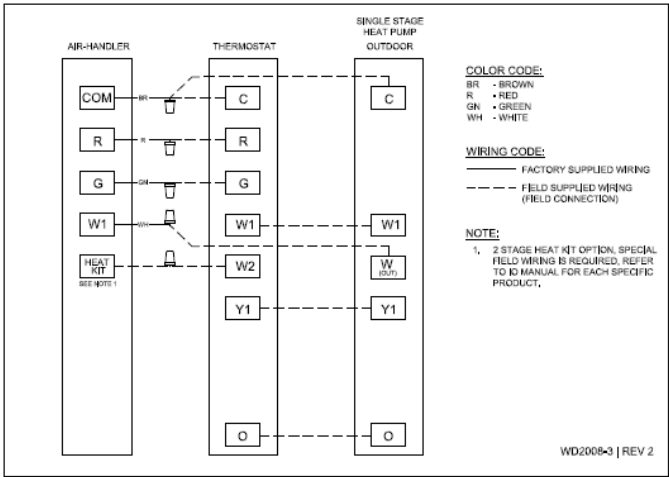 SINGLE STAGE
HEAT PUMP
AIR-HANDLER THERMOSTAT OUTDOOR
COM BR C C
R R R
G GN G
W1 WH W1 W1
HEAT
KIT W2 W
(OUT)
SEE NOTE 1
Y1 Y1
O O
COLOR CODE:
BR - BROWN
R - RED
GN - GREEN
WH - WHITE
WIRING CODE:
FACTORY SUPPLIED WIRING
FIELD SUPPLIED WIRING
(FIELD CONNECTION)
NOTE:
1. 2 STAGE HEAT KIT OPTION, SPECIAL
FIELD WIRING IS REQUIRED, REFER
TO IO MANUAL FOR EACH SPECIFIC
PRODUCT.
WD2008-3 | REV 2